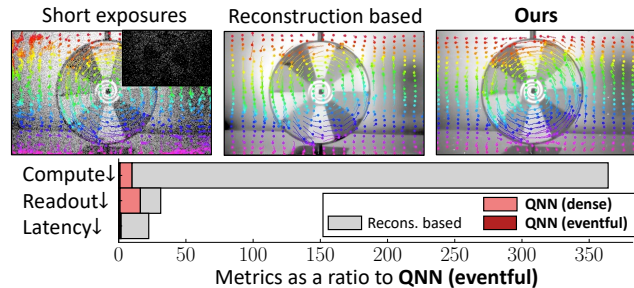 Short exposures Reconstruction based Ours
Compute↓
Readout↓
Latency↓
Recons. based
QNN (dense)
QNN (eventful)
0 50 100 150 200 250 300 350
Metrics as a ratio to QNN (eventful)